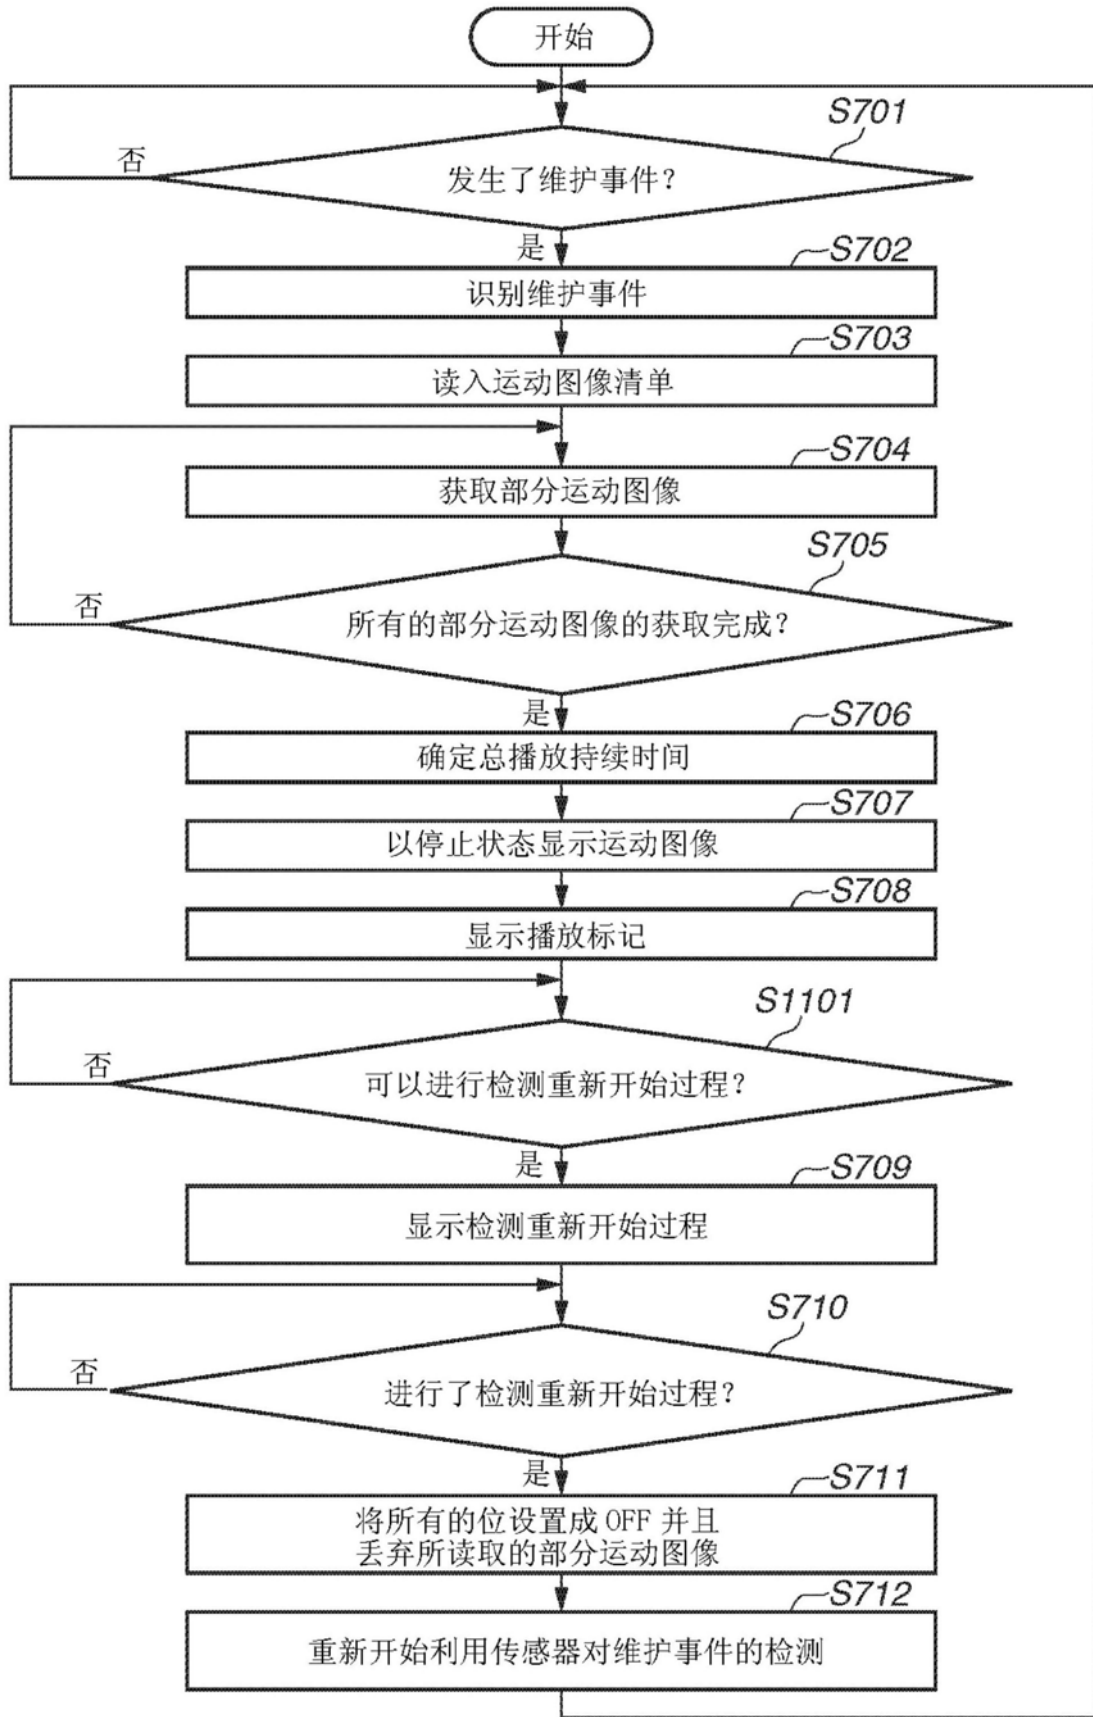 开始
S701
否
发生了维护事件？
是
S702
识别维护事件
S703
读入运动图像清单
S704
获取部分运动图像
S705
否
所有的部分运动图像的获取完成？
是
S706
确定总播放持续时间
S707
以停止状态显示运动图像
S708
显示播放标记
S1101
否
可以进行检测重新开始过程？
是
S709
显示检测重新开始过程
S710
否
进行了检测重新开始过程？
是
S711
将所有的位设置成 OFF 并且
丢弃所读取的部分运动图像
S712
重新开始利用传感器对维护事件的检测